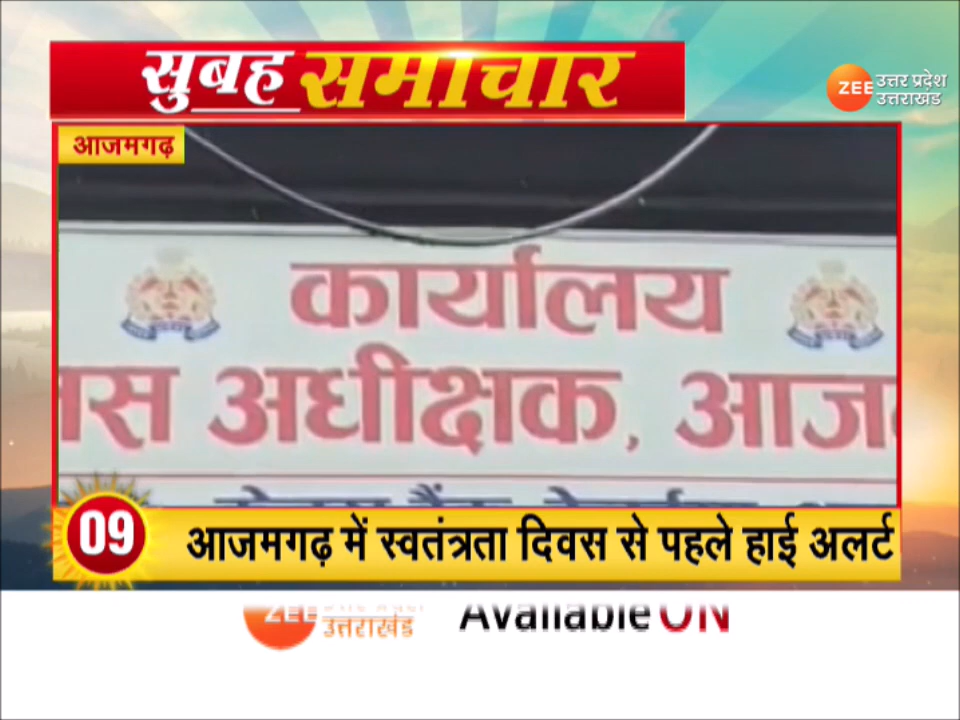 सुबह समाचार
ZEE उत्तर प्रदेश
उत्तराखंड
आजमगढ़
कार्यालय
अधीक्षक,
09 आजमगढ़ में स्वतंत्रता दिवस से पहले हाई अलर्ट
ZEE
उत्तराखंड
Available ON